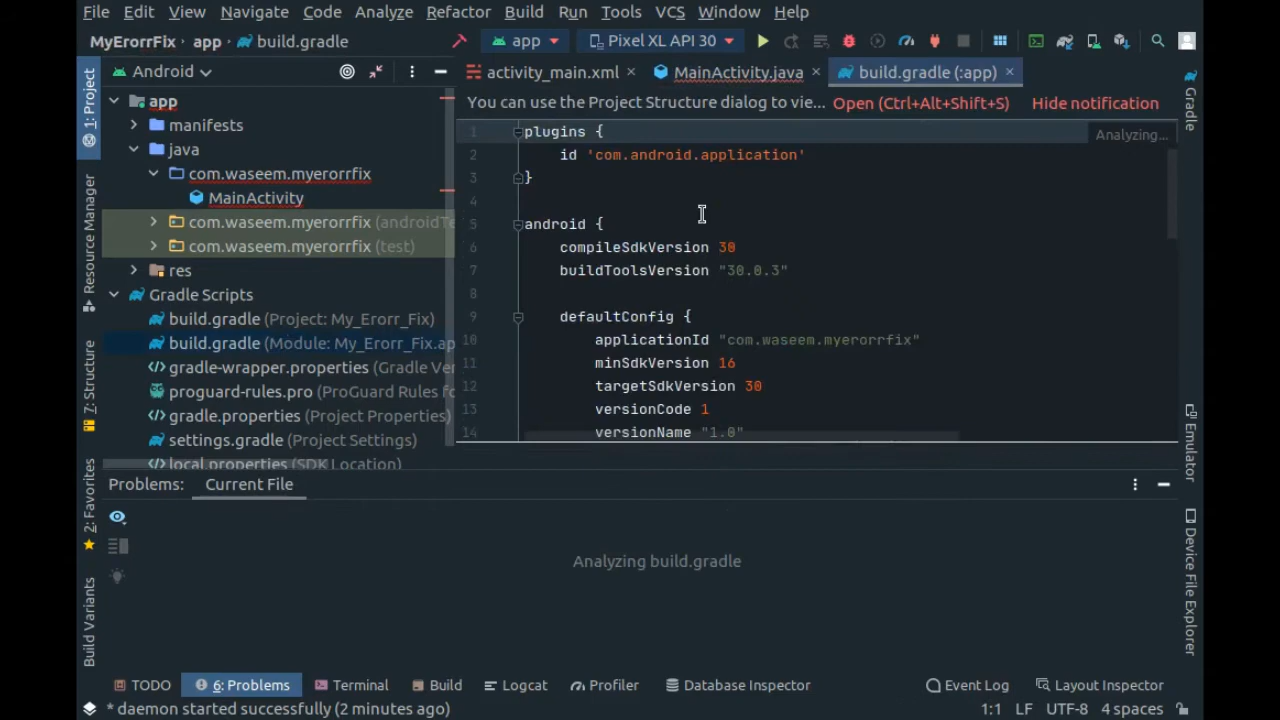 File Edit View Navigate Code Analyze Refactor Build Run Tools VCS Window Help
MyErorrFix app build.gradle app Pixel XL API 30
1: Project Android activity_main.xml MainActivity.java build.gradle (:app)
You can use the Project Structure dialog to vie... Open (Ctrl+Alt+Shift+S) Hide notification
app
manifests
java
com.waseem.myerorrfix
MainActivity
com.waseem.myerorrfix (androidTe
com.waseem.myerorrfix (test)
res
Gradle Scripts
build.gradle (Project: My_Erorr_Fix)
build.gradle (Module: My_Erorr_Fix.ap
gradle-wrapper.properties (Gradle Ver
proguard-rules.pro (ProGuard Rules fo
gradle.properties (Project Properties)
settings.gradle (Project Settings)
local.properties (SDK Location)
Analyzing...
1 plugins {
2 id 'com.android.application'
3 }
4
5 android {
6 compileSdkVersion 30
7 buildToolsVersion "30.0.3"
8
9 defaultConfig {
10 applicationId "com.waseem.myerorrfix"
11 minSdkVersion 16
12 targetSdkVersion 30
13 versionCode 1
14 versionName "1.0"
Resource Manager
7: Structure
2: Favorites
Build Variants
Gradle
Emulator
Device File Explorer
Problems: Current File
Analyzing build.gradle
TODO 6: Problems Terminal Build Logcat Profiler Database Inspector Event Log Layout Inspector
* daemon started successfully (2 minutes ago) 1:1 LF UTF-8 4 spaces